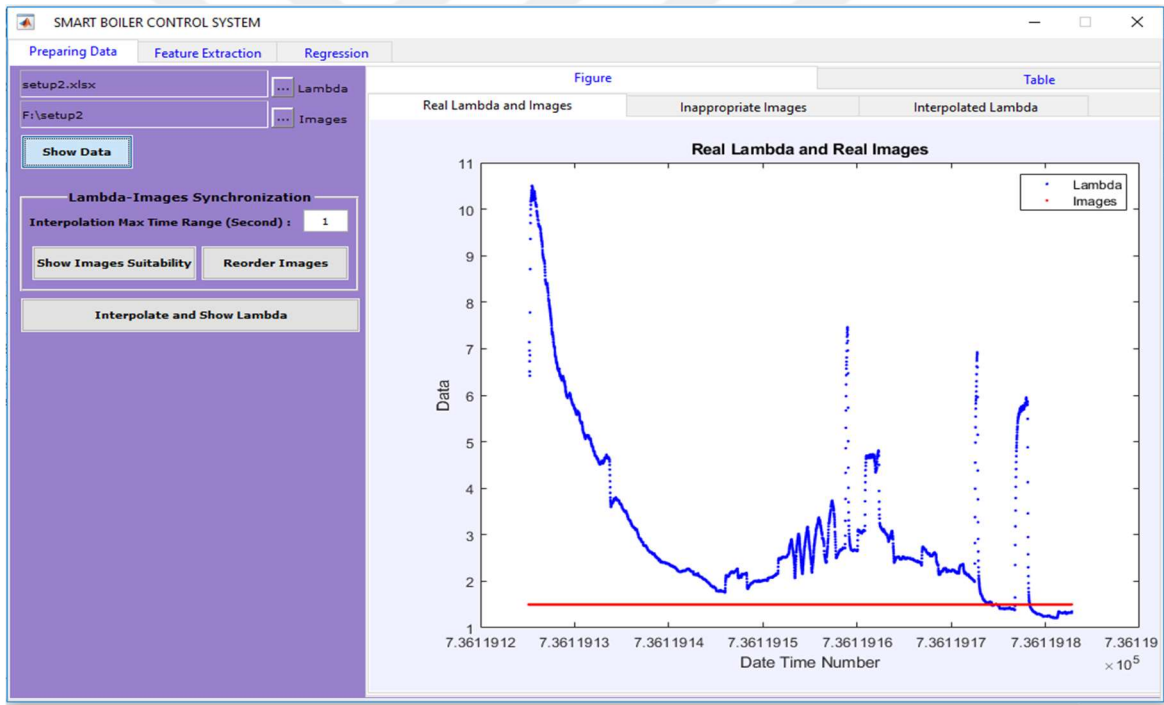 SMART BOILER CONTROL SYSTEM
Preparing Data Feature Extraction Regression
setup2.xlsx ... Lambda
F:\setup2 ... Images
Show Data
Lambda-Images Synchronization
Interpolation Max Time Range (Second) : 1
Show Images Suitability Reorder Images
Interpolate and Show Lambda
Figure Table
Real Lambda and Images Inappropriate Images Interpolated Lambda
Real Lambda and Real Images
Lambda
Images
11
10
9
8
7
6
5
4
3
2
1
Data
7.3611912 7.3611913 7.3611914 7.3611915 7.3611916 7.3611917 7.3611918 7.36119
Date Time Number
×10^5